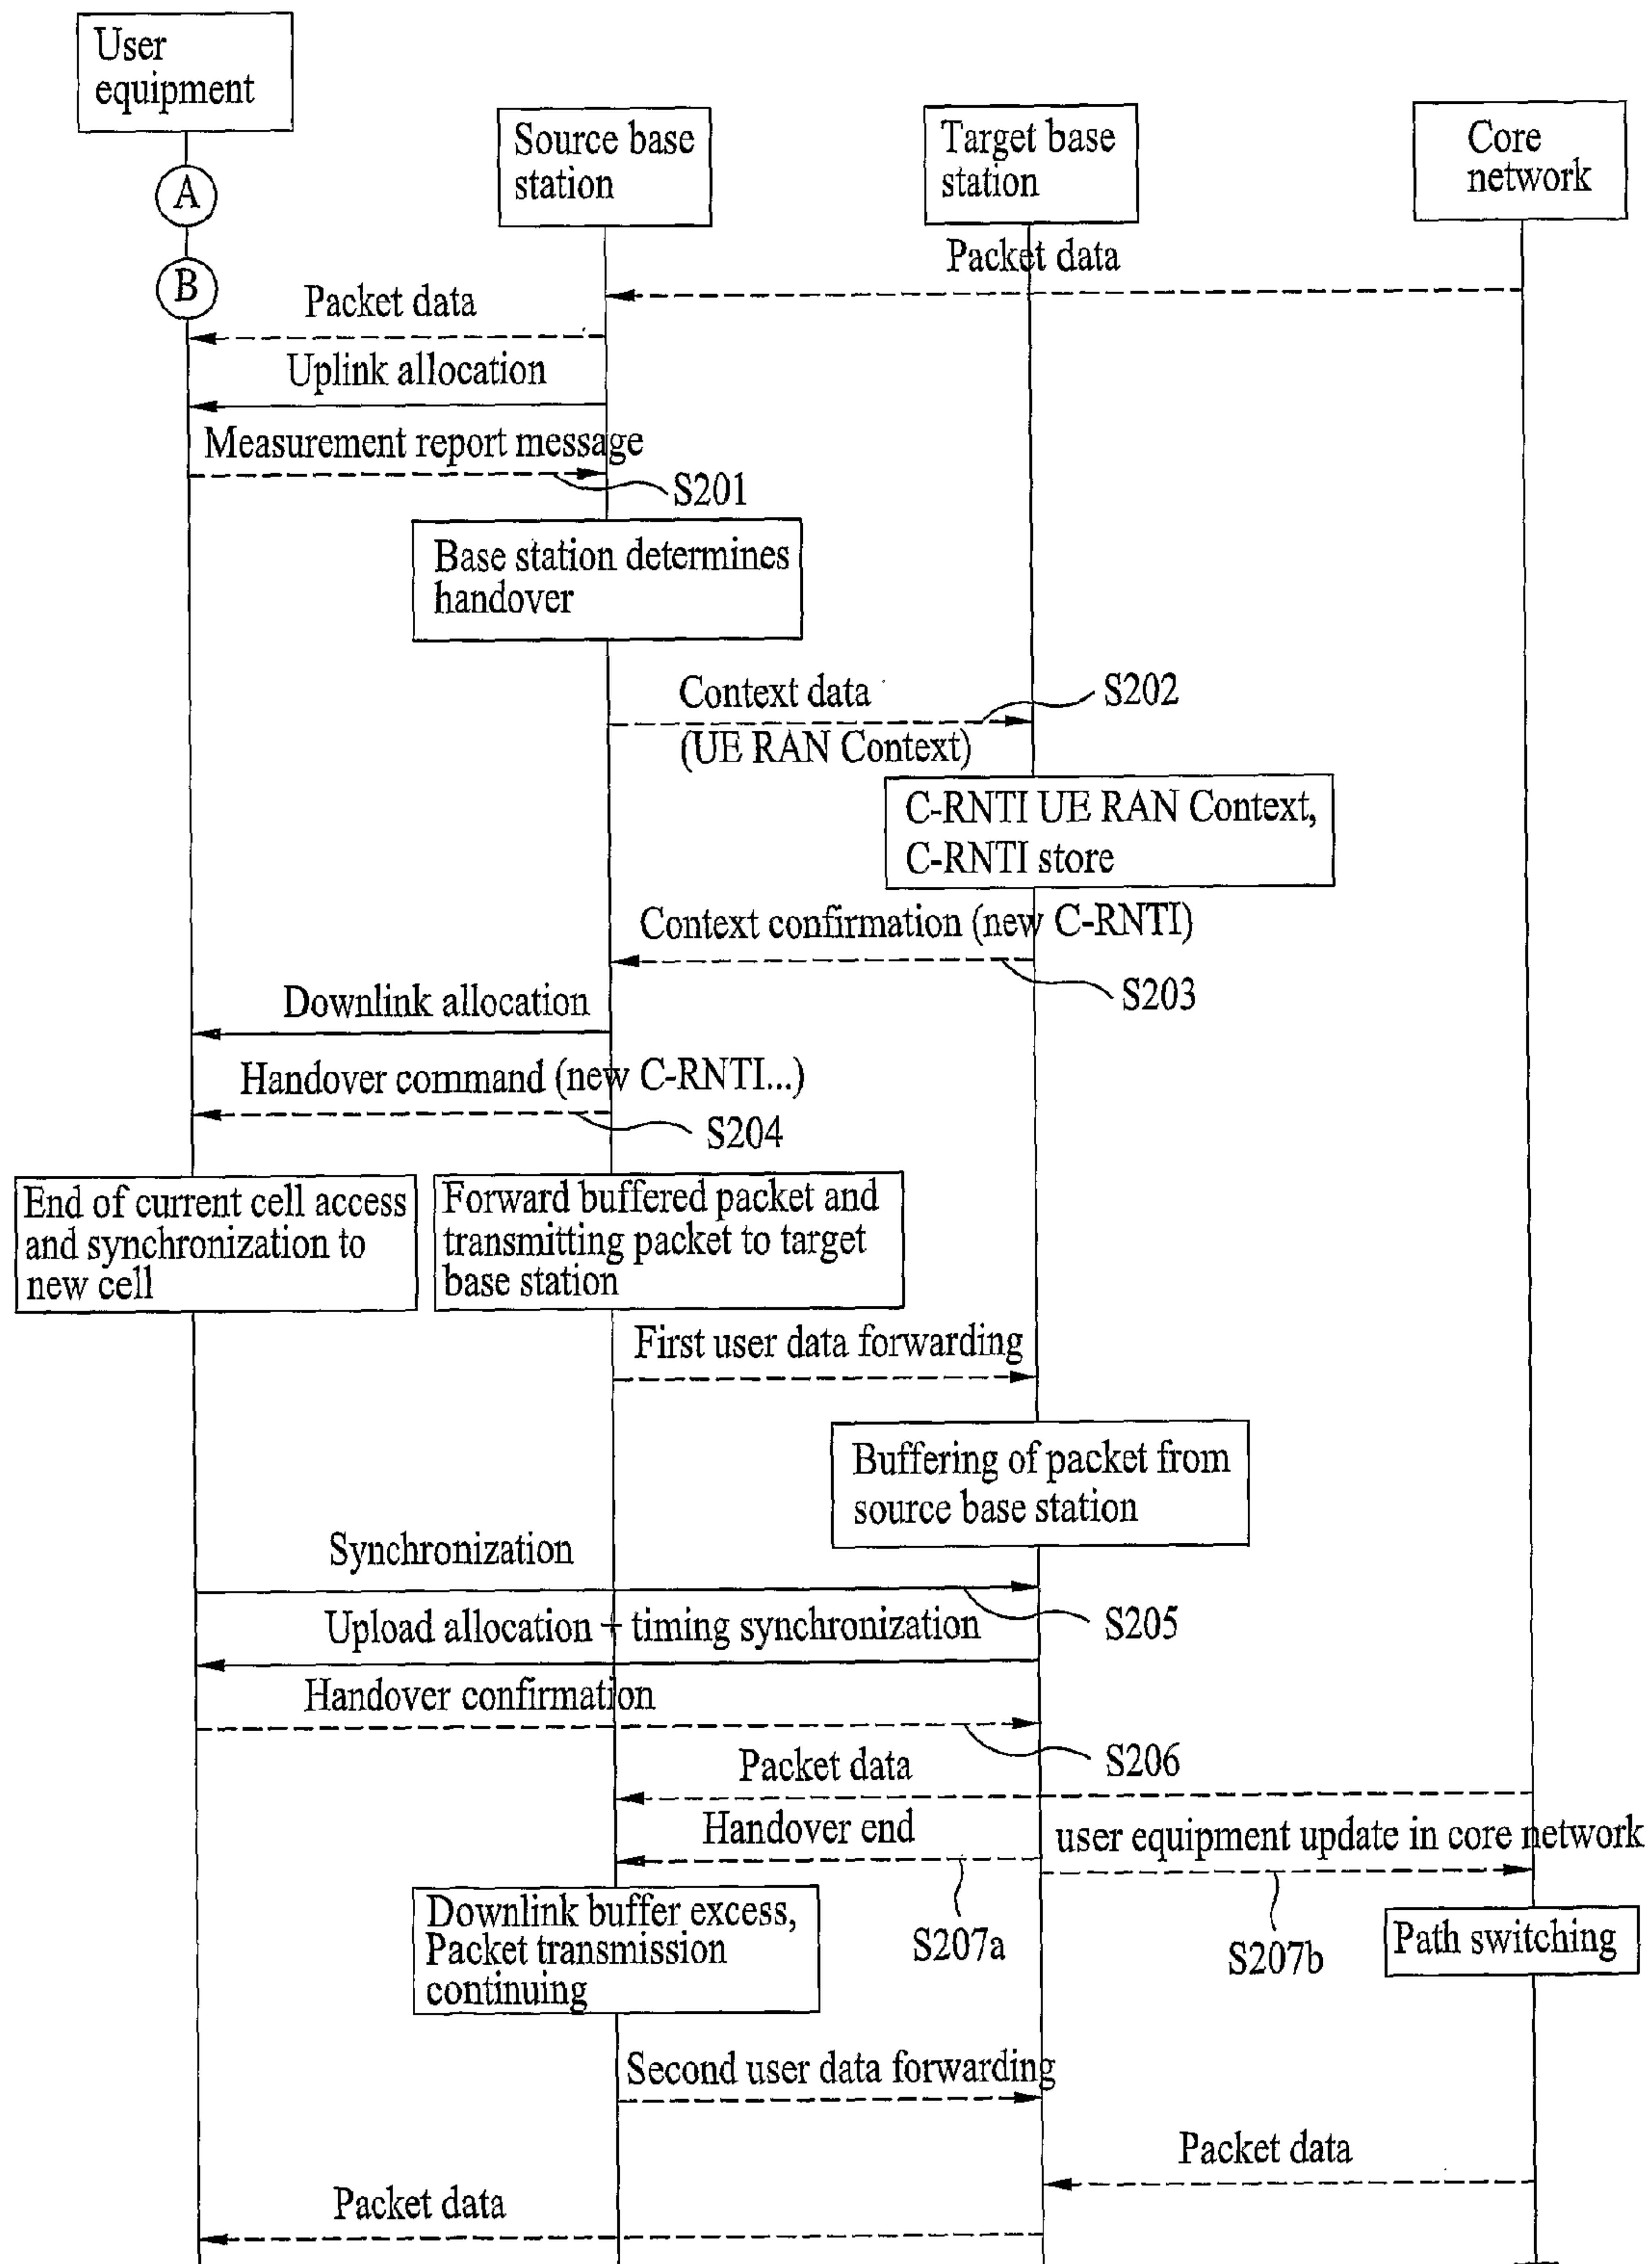 User
equipment
Source base
station
Target base
station
Core
network
A
B
Packet data
Packet data
Uplink allocation
Measurement report message
S201
Base station determines
handover
Context data
S202
(UE RAN Context)
C-RNTI UE RAN Context,
C-RNTI store
Context confirmation (new C-RNTI)
S203
Downlink allocation
Handover command (new C-RNTI...)
S204
End of current cell access
and synchronization to
new cell
Forward buffered packet and
transmitting packet to target
base station
First user data forwarding
Buffering of packet from
source base station
Synchronization
S205
Upload allocation + timing synchronization
Handover confirmation
S206
Packet data
Handover end
user equipment update in core network
Downlink buffer excess,
Packet transmission
continuing
S207a
S207b
Path switching
Second user data forwarding
Packet data
Packet data